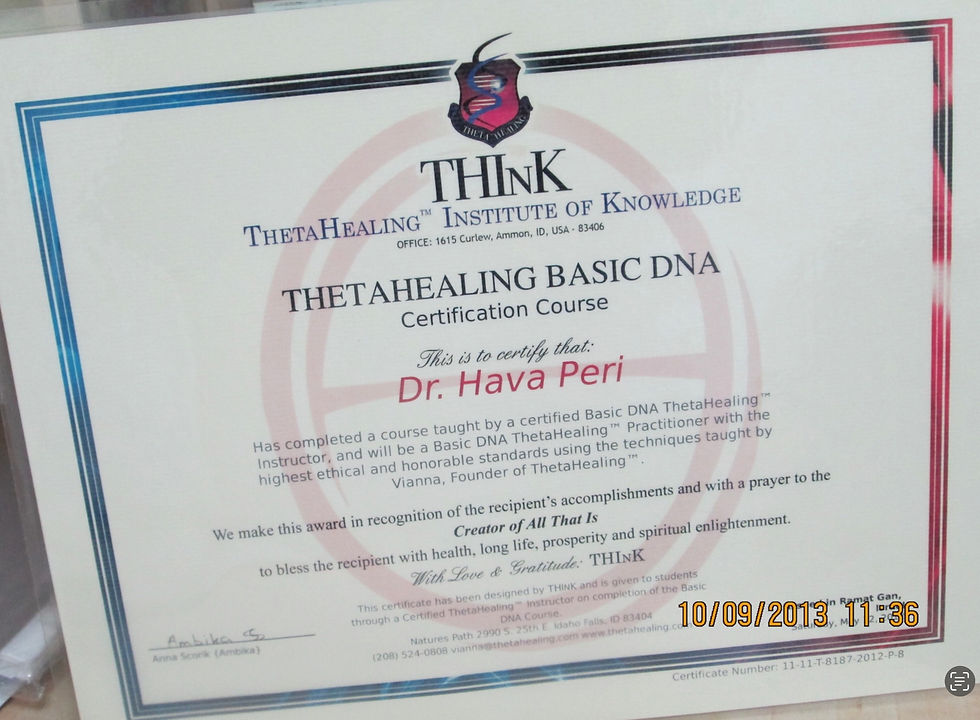 THETA HEALING
THInK
ThetaHealing™ Institute of Knowledge
OFFICE: 1615 Curlew, Ammon, ID, USA - 83406
THETAHEALING BASIC DNA
Certification Course
This is to certify that:
Dr. Hava Peri
Has completed a course taught by a certified Basic DNA ThetaHealing™
Instructor, and will be a Basic DNA ThetaHealing™ Practitioner with the
highest ethical and honorable standards using the techniques taught by
Vianna, Founder of ThetaHealing™.
We make this award in recognition of the recipient's accomplishments and with a prayer to the
Creator of All That Is
to bless the recipient with health, long life, prosperity and spiritual enlightenment.
With Love & Gratitude: THInK
This certificate has been designed by THInK and is given to students
through a Certified ThetaHealing™ Instructor on completion of the Basic
DNA Course.
Natures Path 2990 S. 25th E. Idaho Falls, ID 83404
(208) 524-0808 vianna@thetahealing.com www.thetahealing.co
Ambika
Anna Scorik {Ambika}
Ramat Gan,
10/09/2013 11:36
Certificate Number: 11-11-T-8187-2012-P-8